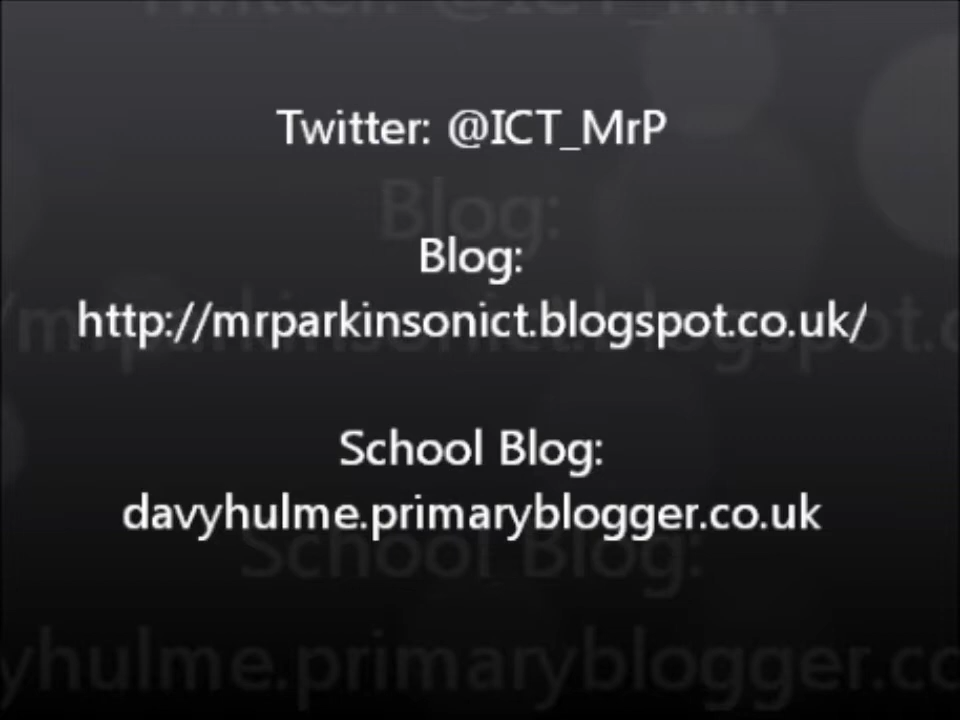 Twitter: @ICT_MrP
Blog:
http://mrparkinsonict.blogspot.co.uk/
School Blog:
davyhulme.primaryblogger.co.uk